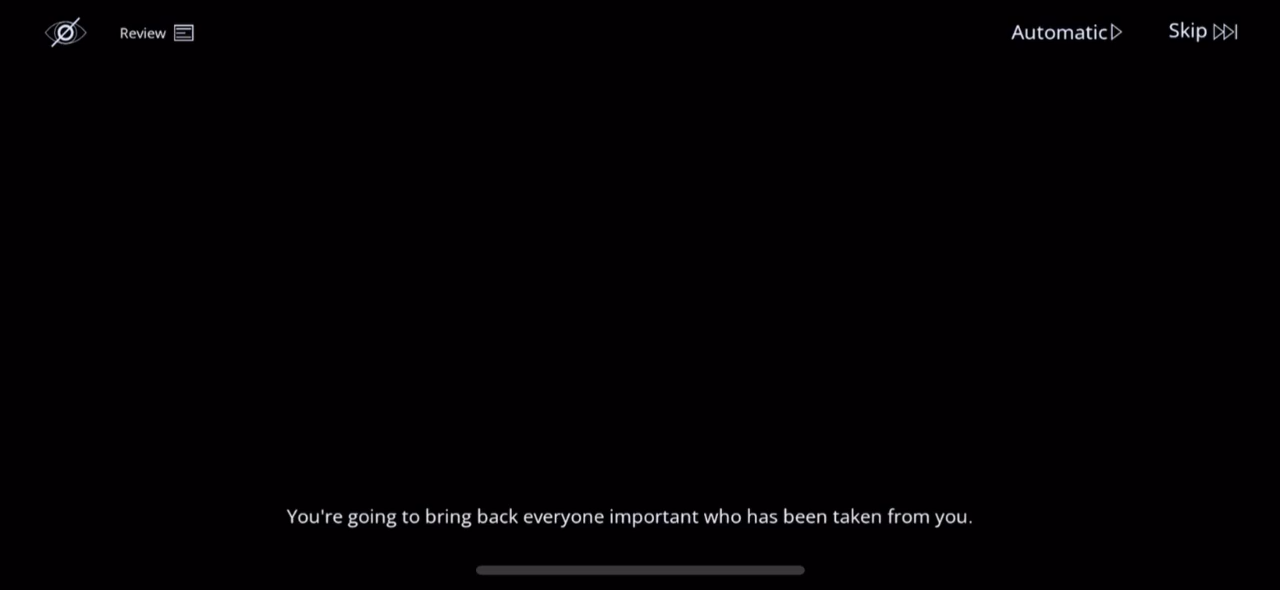 Review
Automatic
Skip
You're going to bring back everyone important who has been taken from you.